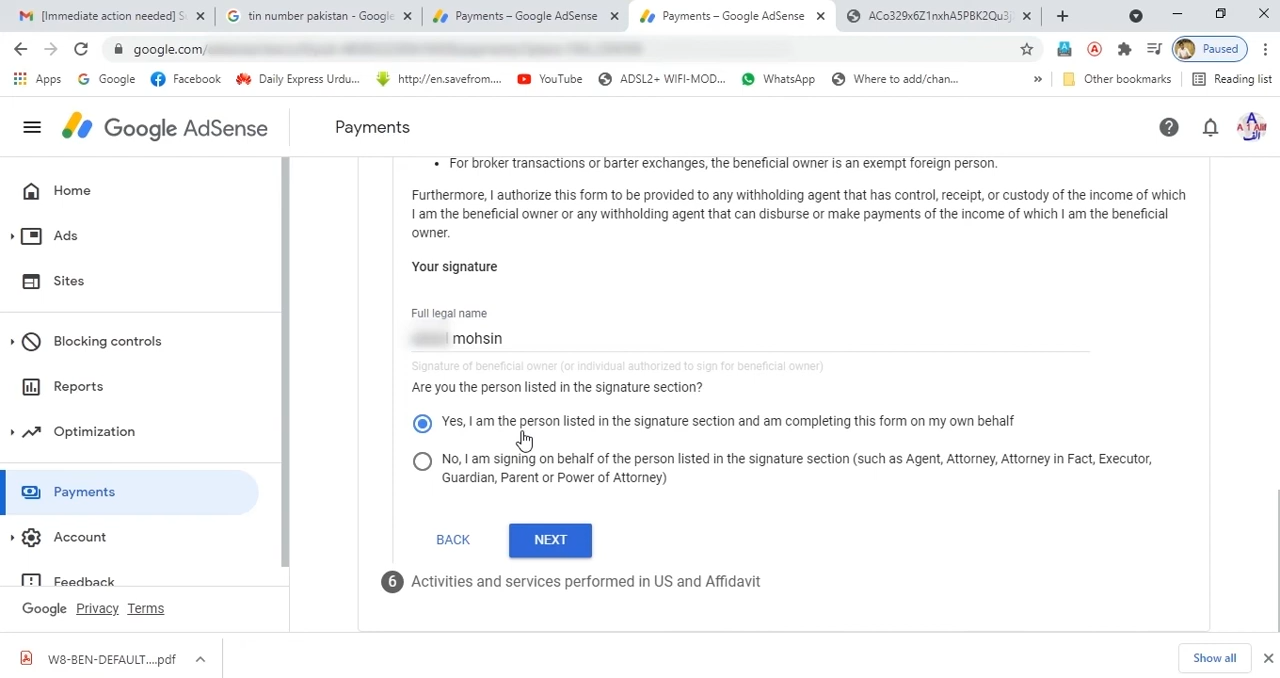 [Immediate action needed] S
tin number pakistan - Google
Payments – Google AdSense
Payments – Google AdSense
ACo329x6Z1nxhA5PBK2Qu3j
google.com/
Paused
Apps
Google
Facebook
Daily Express Urdu...
http://en.savefrom....
YouTube
ADSL2+ WIFI-MOD...
WhatsApp
Where to add/chan...
»
Other bookmarks
Reading list
Google AdSense
Payments
Home
Ads
Sites
Blocking controls
Reports
Optimization
Payments
Account
Feedback
Google Privacy Terms
• For broker transactions or barter exchanges, the beneficial owner is an exempt foreign person.
Furthermore, I authorize this form to be provided to any withholding agent that has control, receipt, or custody of the income of which
I am the beneficial owner or any withholding agent that can disburse or make payments of the income of which I am the beneficial
owner.
Your signature
Full legal name
mohsin
Signature of beneficial owner (or individual authorized to sign for beneficial owner)
Are you the person listed in the signature section?
Yes, I am the person listed in the signature section and am completing this form on my own behalf
No, I am signing on behalf of the person listed in the signature section (such as Agent, Attorney, Attorney in Fact, Executor,
Guardian, Parent or Power of Attorney)
BACK
NEXT
6 Activities and services performed in US and Affidavit
W8-BEN-DEFAULT....pdf
Show all